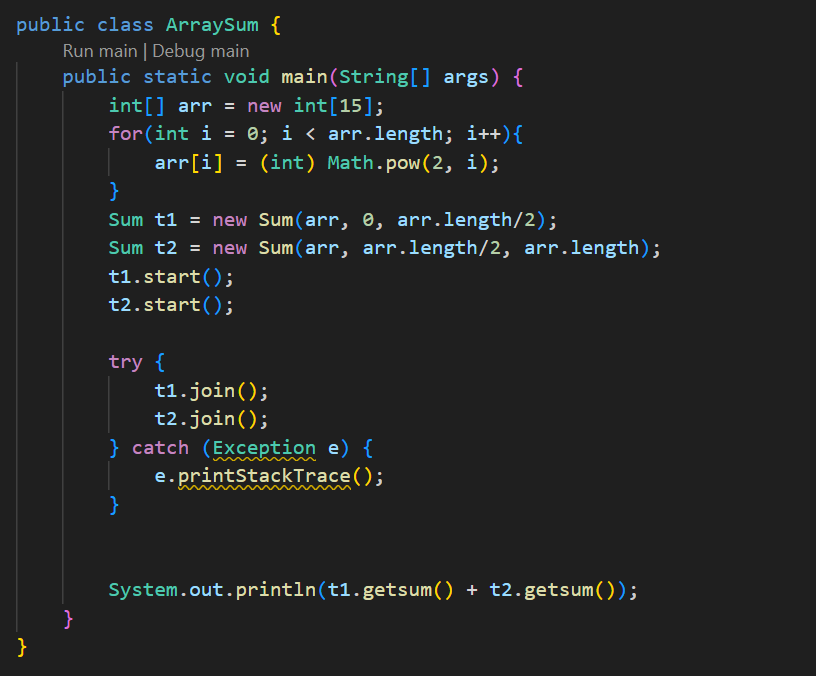 public class ArraySum {
Run main | Debug main
public static void main(String[] args) {
int[] arr = new int[15];
for(int i = 0; i < arr.length; i++){
arr[i] = (int) Math.pow(2, i);
}
Sum t1 = new Sum(arr, 0, arr.length/2);
Sum t2 = new Sum(arr, arr.length/2, arr.length);
t1.start();
t2.start();
try {
t1.join();
t2.join();
} catch (Exception e) {
e.printStackTrace();
}
System.out.println(t1.getsum() + t2.getsum());
}
}